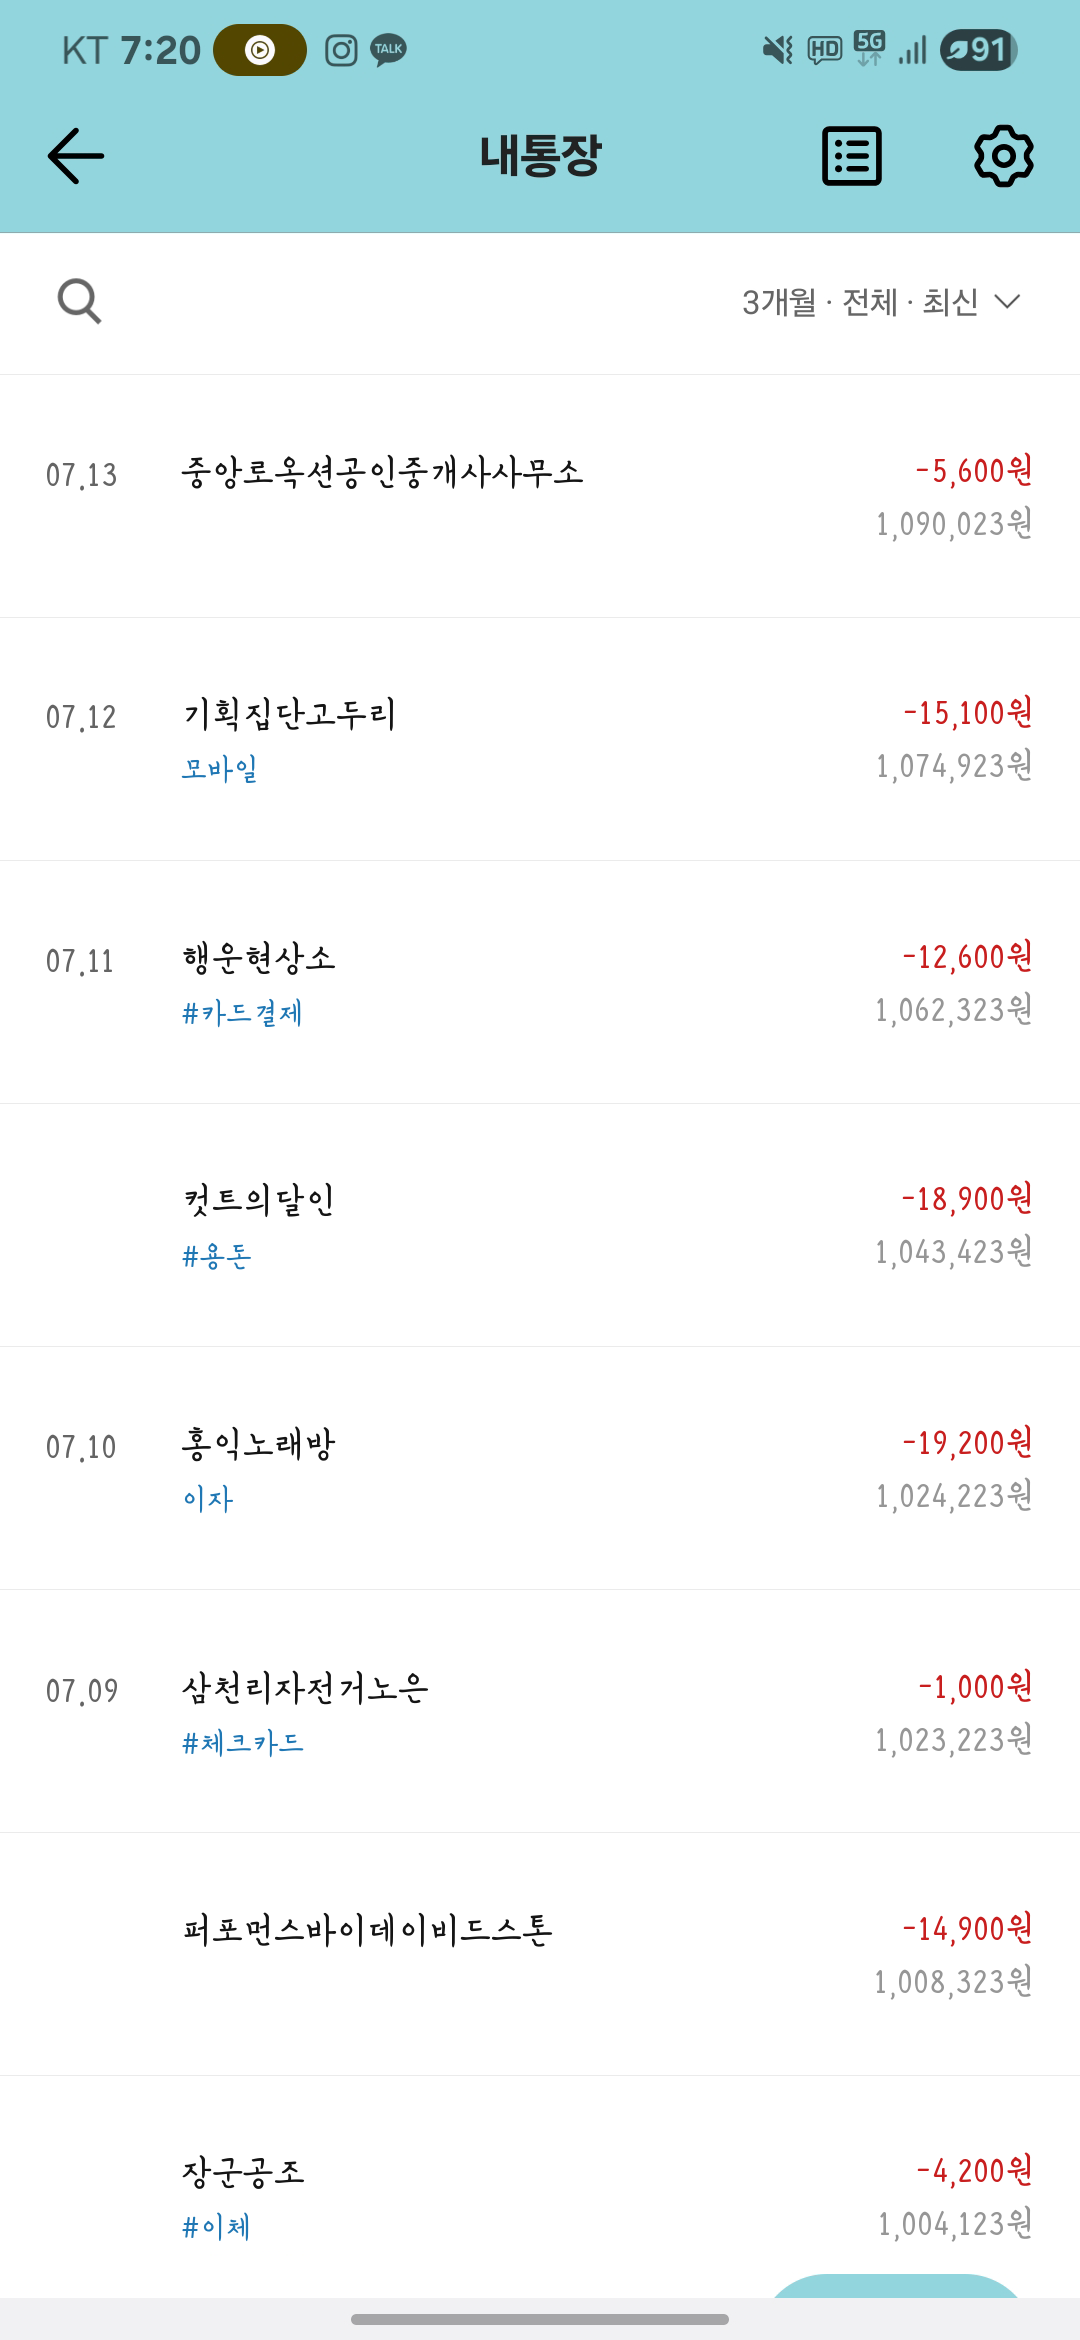 KT 7:20 TALK HD 5G 91
내통장
3개월 · 전체 · 최신
07.13 중앙로옥션공인중개사사무소 -5,600원
1,090,023원
07.12 기획집단고두리 -15,100원
모바일 1,074,923원
07.11 행운현상소 -12,600원
#카드결제 1,062,323원
컷트의달인 -18,900원
#용돈 1,043,423원
07.10 홍익노래방 -19,200원
이자 1,024,223원
07.09 삼천리자전거노은 -1,000원
#체크카드 1,023,223원
퍼포먼스바이데이비드스톤 -14,900원
1,008,323원
장군공조 -4,200원
#이체 1,004,123원